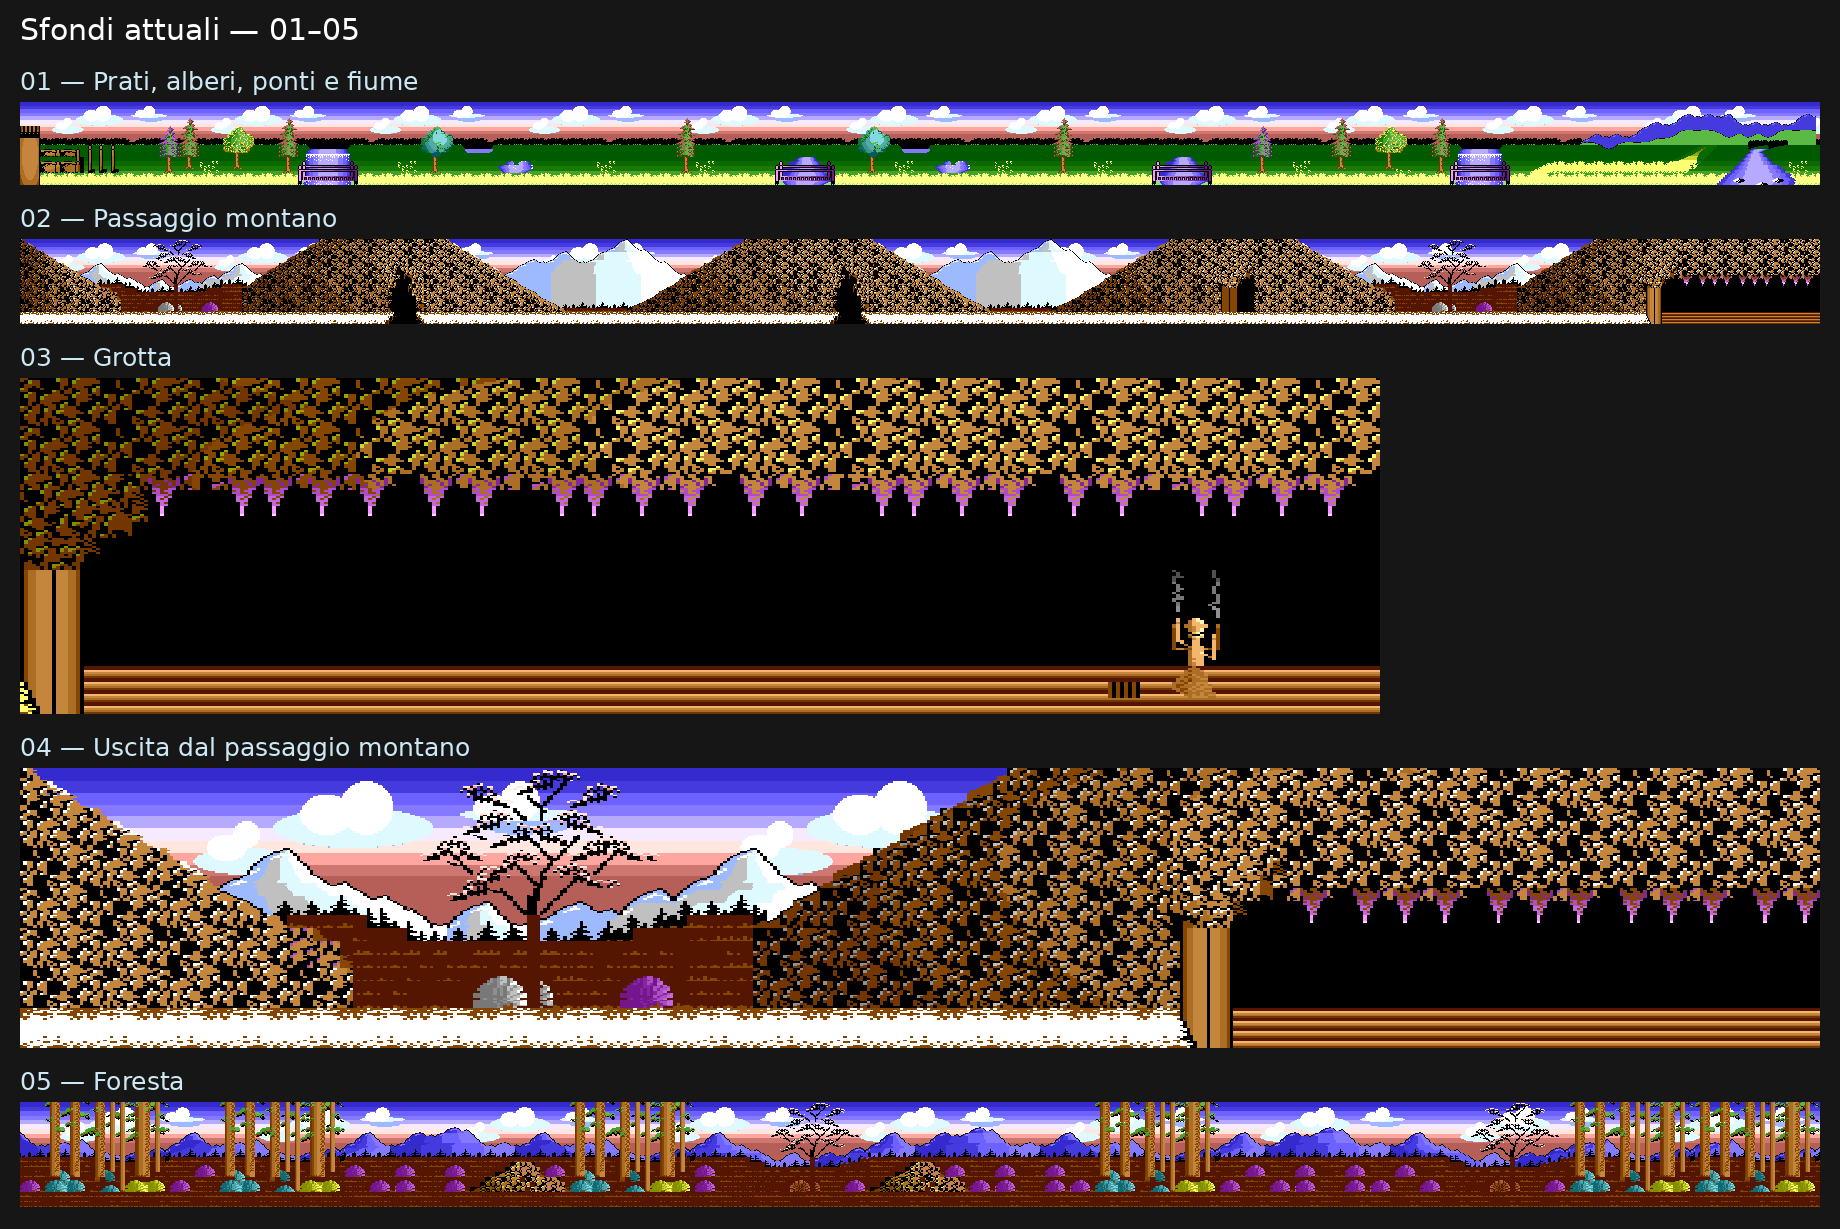 Sfondi attuali — 01–05
01 — Prati, alberi, ponti e fiume
02 — Passaggio montano
03 — Grotta
04 — Uscita dal passaggio montano
05 — Foresta